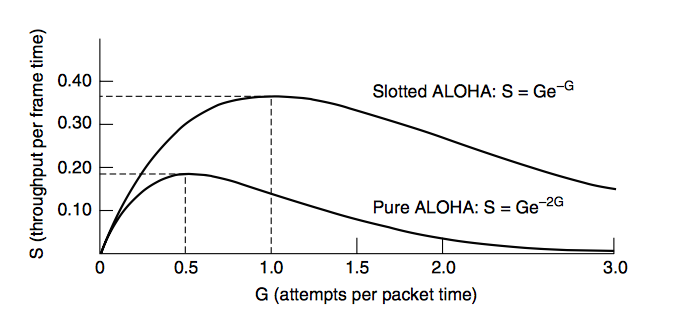 S (throughput per frame time)
0.40
0.30
0.20
0.10
Slotted ALOHA: S = Ge⁻ᴳ
Pure ALOHA: S = Ge⁻²ᴳ
0 0.5 1.0 1.5 2.0 3.0
G (attempts per packet time)